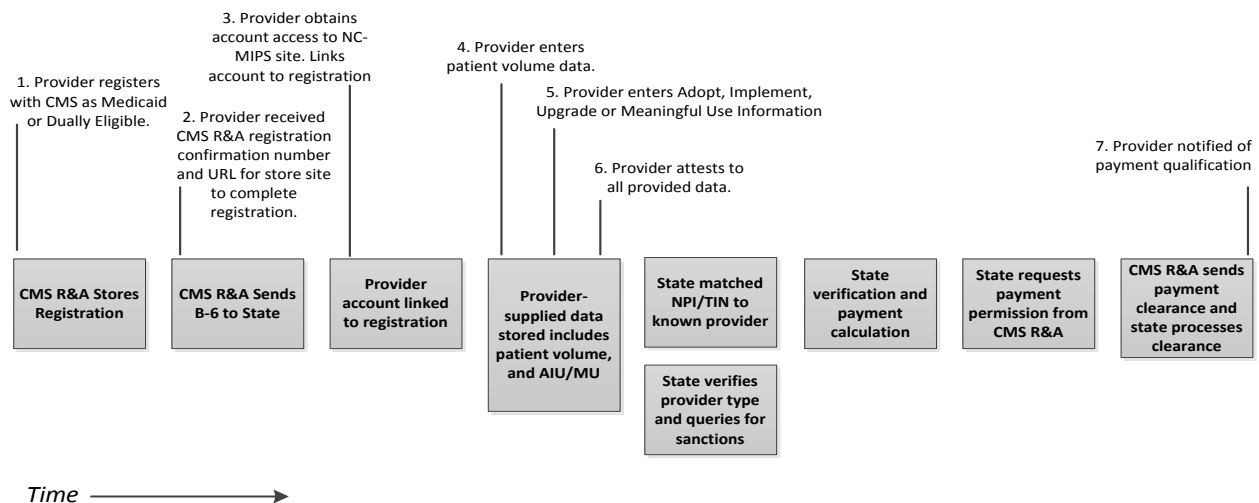 1. Provider registers
with CMS as Medicaid
or Dually Eligible.
2. Provider received
CMS R&A registration
confirmation number
and URL for store site
to complete
registration.
3. Provider obtains
account access to NC-
MIPS site. Links
account to registration
4. Provider enters
patient volume data.
5. Provider enters Adopt, Implement,
Upgrade or Meaningful Use Information
6. Provider attests to
all provided data.
7. Provider notified of
payment qualification
CMS R&A Stores
Registration
CMS R&A Sends
B-6 to State
Provider
account linked
to registration
Provider-
supplied data
stored includes
patient volume,
and AIU/MU
State matched
NPI/TIN to
known provider
State verifies
provider type
and queries for
sanctions
State
verification and
payment
calculation
State requests
payment
permission from
CMS R&A
CMS R&A sends
payment
clearance and
state processes
clearance
Time